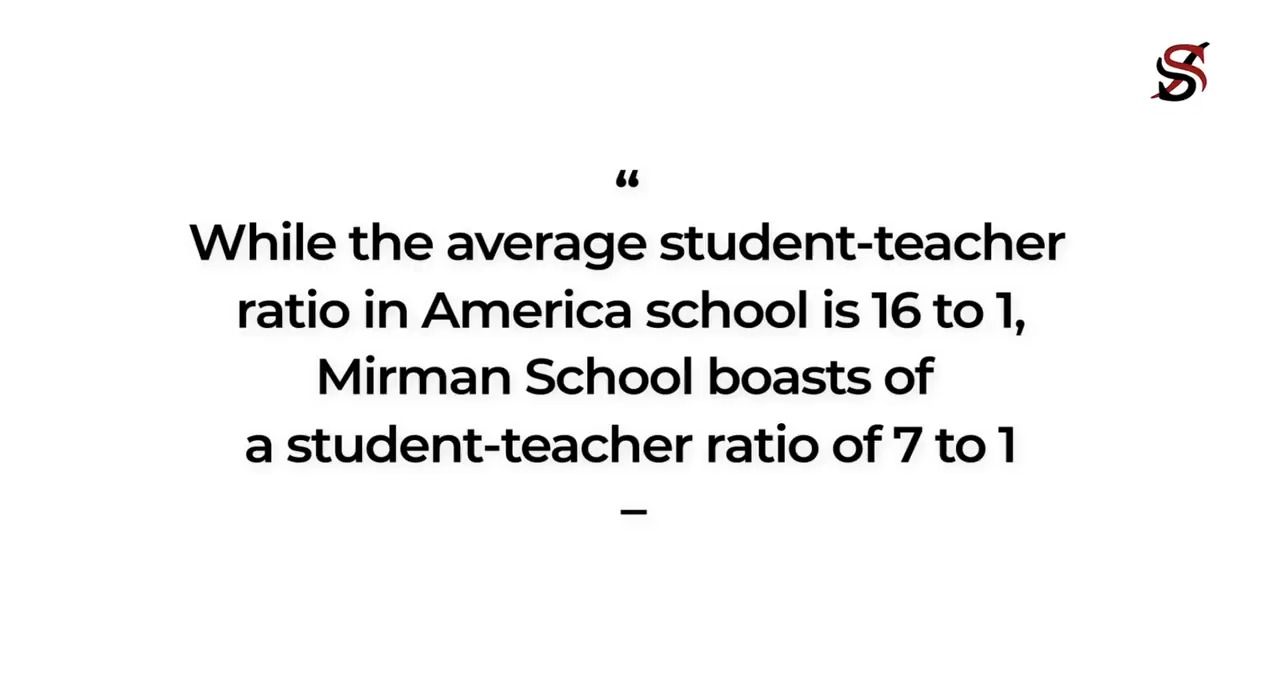 “
While the average student-teacher
ratio in America school is 16 to 1,
Mirman School boasts of
a student-teacher ratio of 7 to 1
–